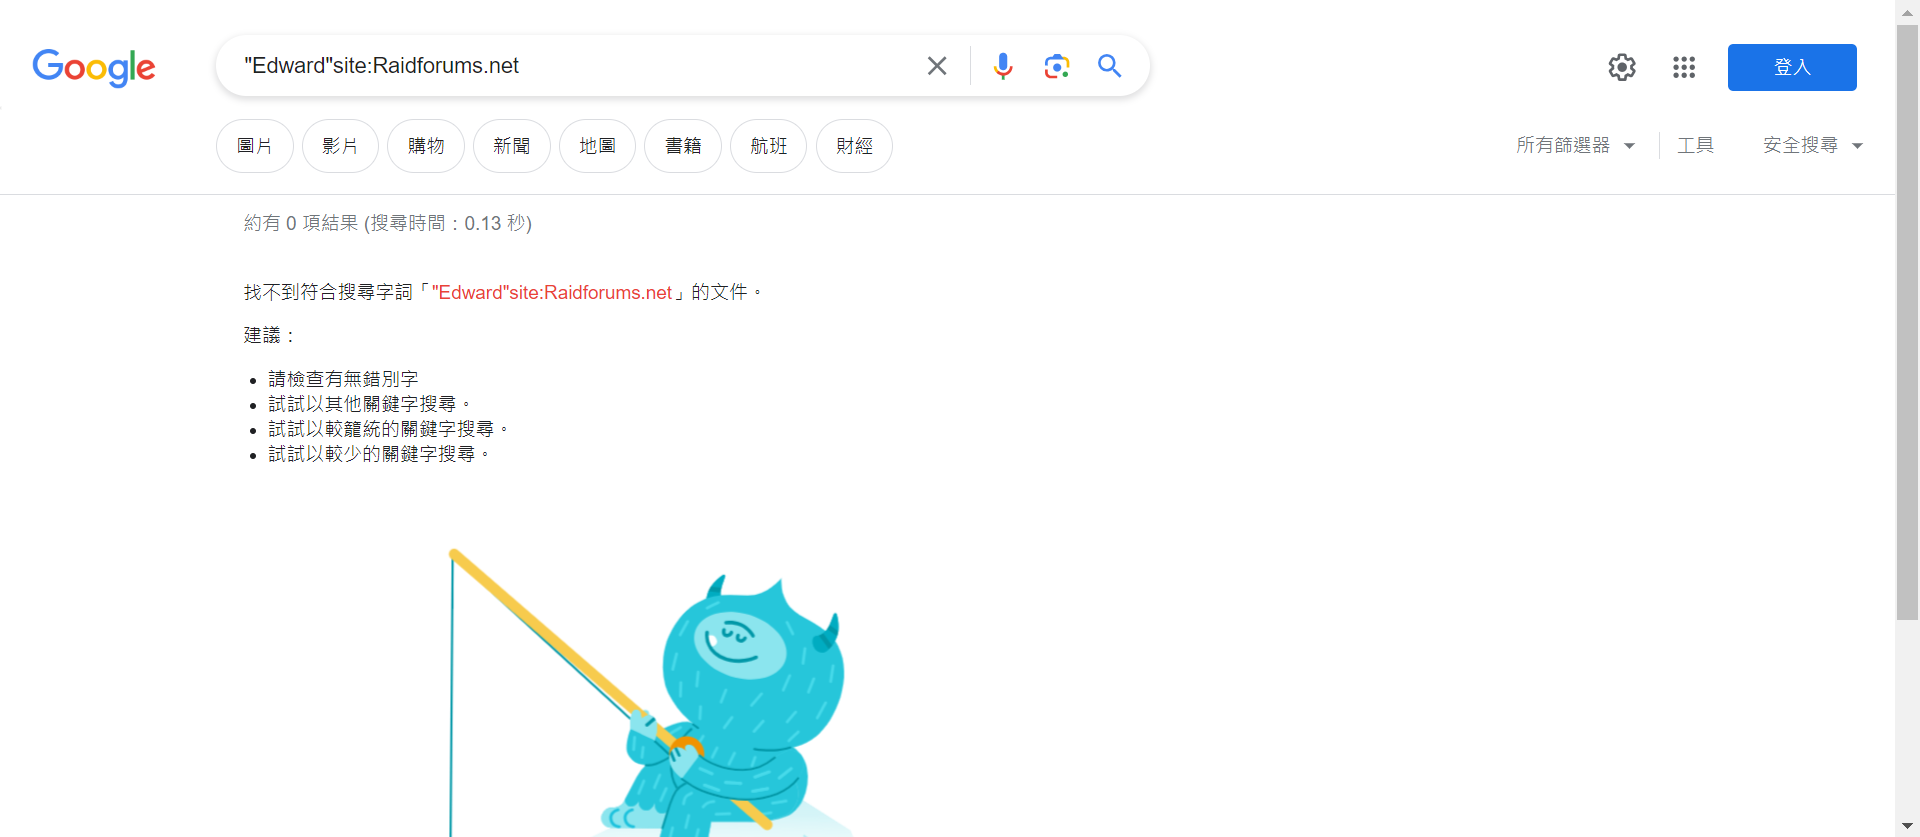 Google
"Edward"site:Raidforums.net
登入
圖片 影片 購物 新聞 地圖 書籍 航班 財經
所有篩選器 工具 安全搜尋
約有 0 項結果 (搜尋時間：0.13 秒)
找不到符合搜尋字詞「"Edward"site:Raidforums.net」的文件。
建議：
請檢查有無錯別字
試試以其他關鍵字搜尋。
試試以較籠統的關鍵字搜尋。
試試以較少的關鍵字搜尋。